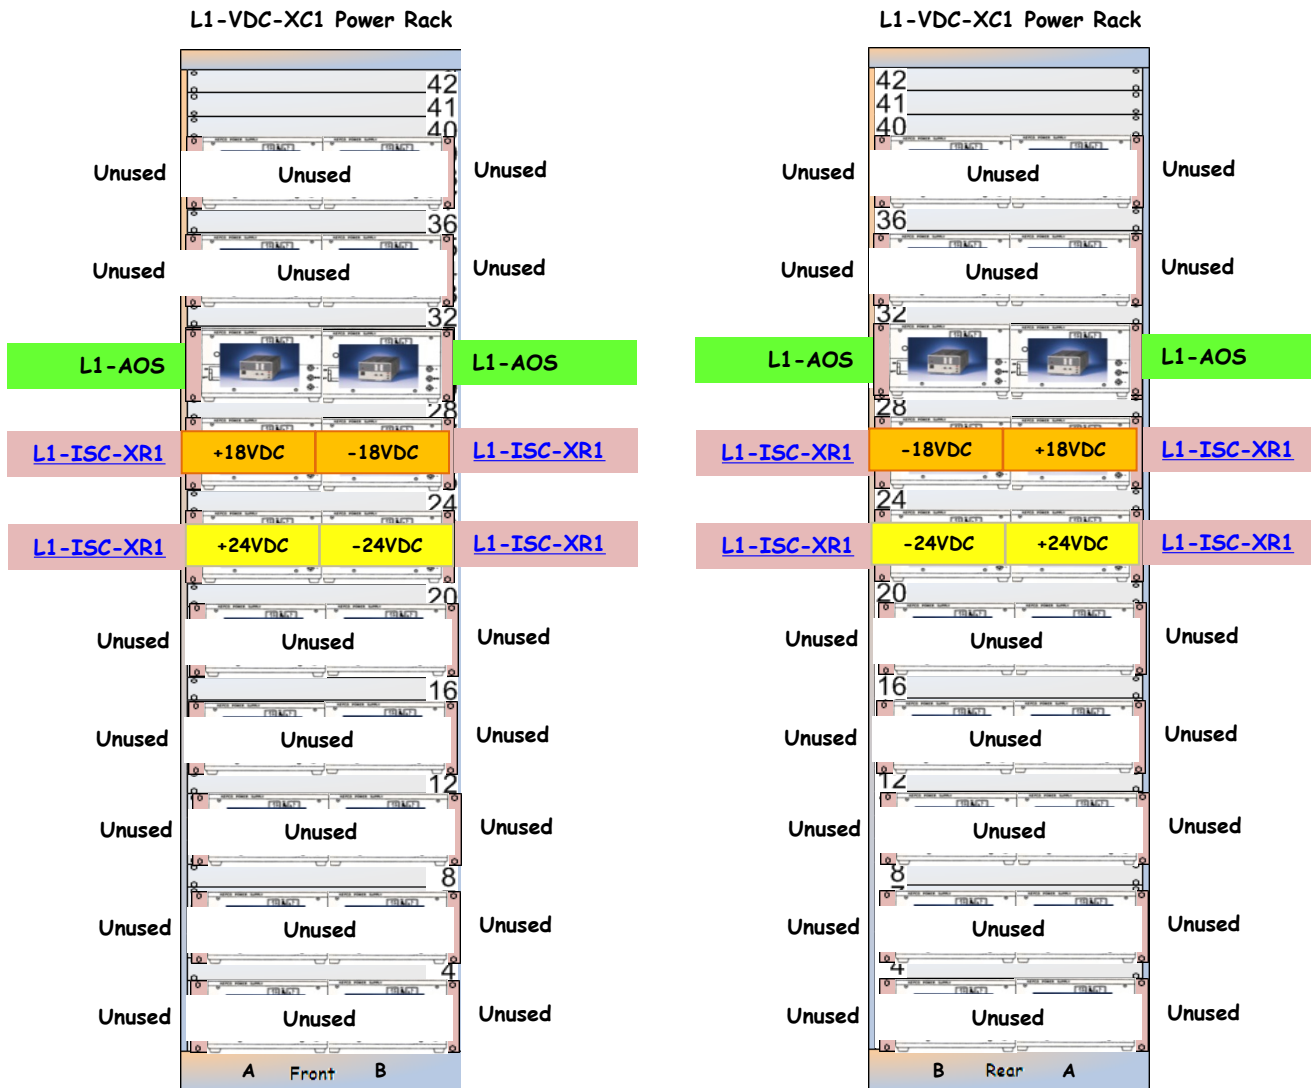 L1-VDC-XC1 Power Rack
42
41
40
Unused Unused Unused
36
Unused Unused Unused
32
L1-AOS L1-AOS
28
L1-ISC-XR1 +18VDC -18VDC L1-ISC-XR1
24
L1-ISC-XR1 +24VDC -24VDC L1-ISC-XR1
20
Unused Unused Unused
16
Unused Unused Unused
12
Unused Unused Unused
8
Unused Unused Unused
4
Unused Unused Unused
A Front B
L1-VDC-XC1 Power Rack
42
41
40
Unused Unused Unused
36
Unused Unused Unused
32
L1-AOS L1-AOS
28
L1-ISC-XR1 -18VDC +18VDC L1-ISC-XR1
24
L1-ISC-XR1 -24VDC +24VDC L1-ISC-XR1
20
Unused Unused Unused
16
Unused Unused Unused
12
Unused Unused Unused
8
Unused Unused Unused
4
Unused Unused Unused
B Rear A